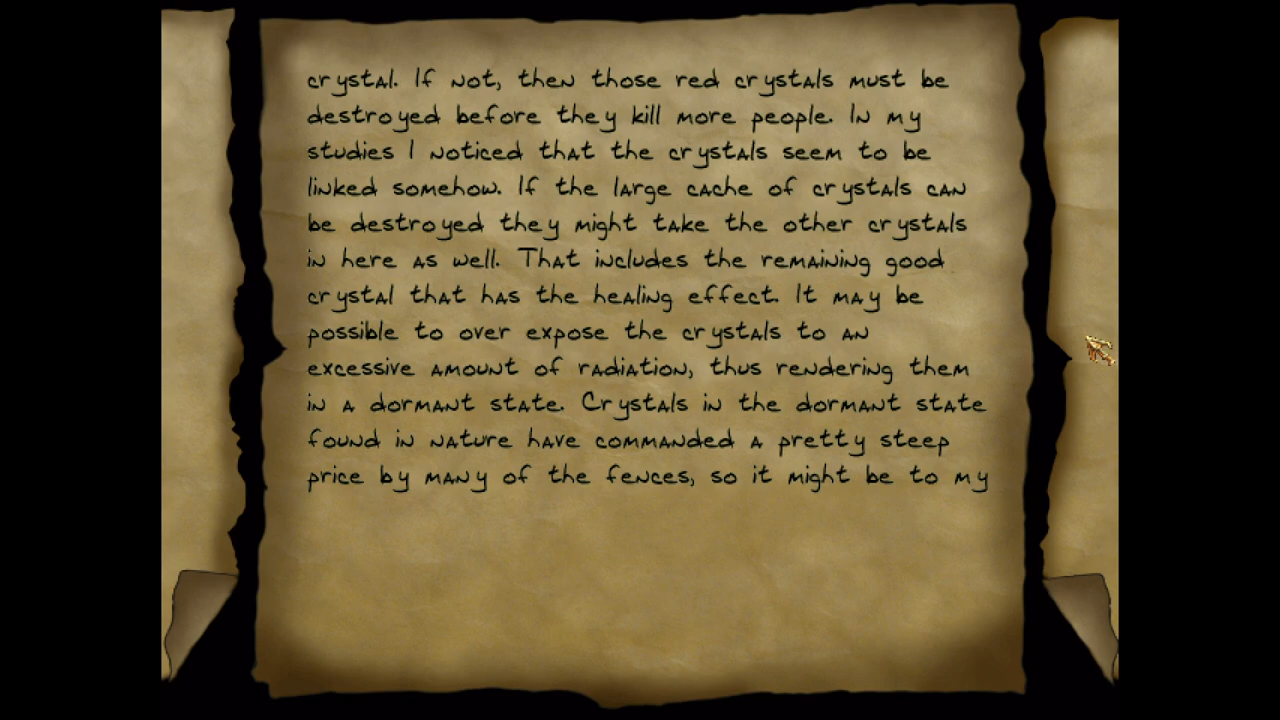 crystal. If not, then those red crystals must be
destroyed before they kill more people. In my
studies I noticed that the crystals seem to be
linked somehow. If the large cache of crystals can
be destroyed they might take the other crystals
in here as well. That includes the remaining good
crystal that has the healing effect. It may be
possible to over expose the crystals to an
excessive amount of radiation, thus rendering them
in a dormant state. Crystals in the dormant state
found in nature have commanded a pretty steep
price by many of the fences, so it might be to my